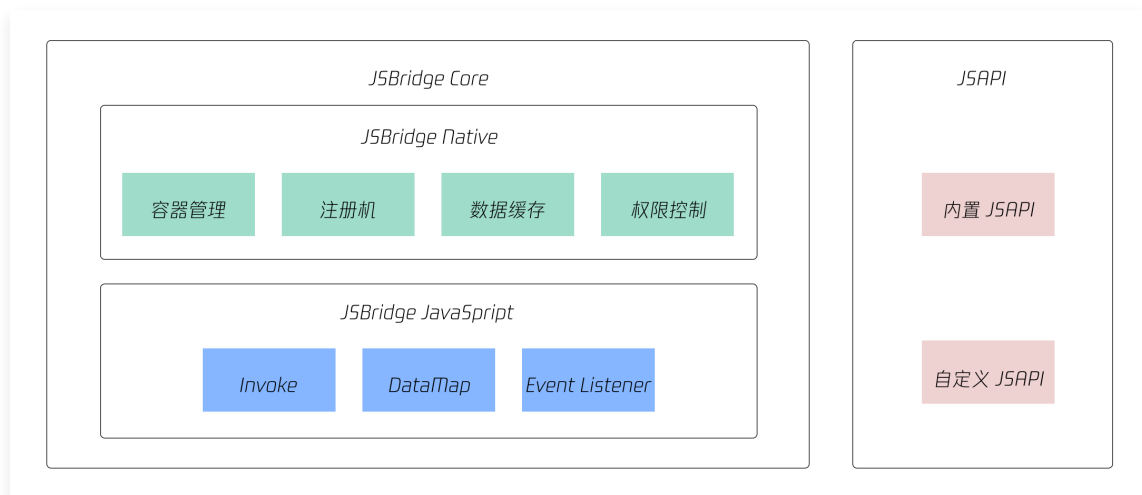 JSBridge Core
JSBridge Native
容器管理
注册机
数据缓存
权限控制
JSBridge JavaSpript
Invoke
DataMap
Event Listener
JSAPI
内置 JSAPI
自定义 JSAPI